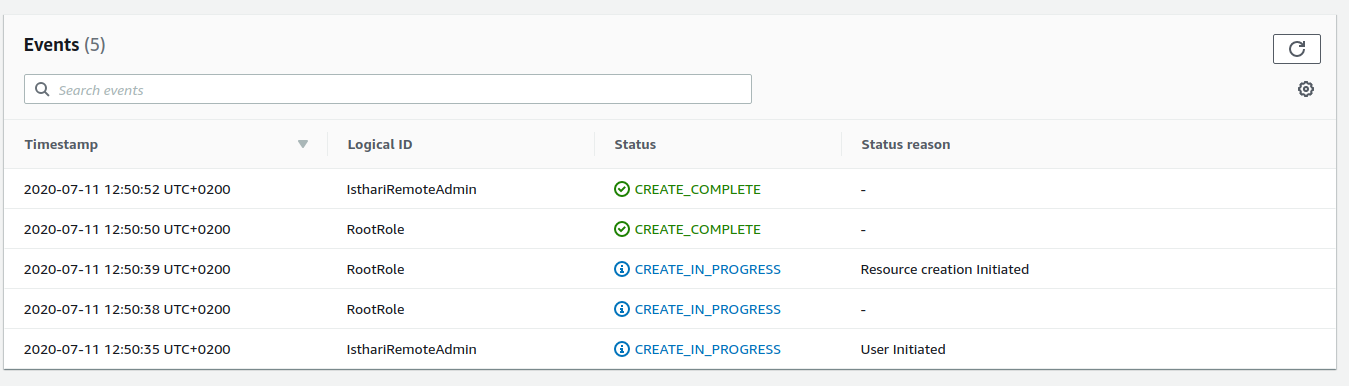 Events (5)
Search events
Timestamp Logical ID Status Status reason
2020-07-11 12:50:52 UTC+0200 IsthariRemoteAdmin CREATE_COMPLETE -
2020-07-11 12:50:50 UTC+0200 RootRole CREATE_COMPLETE -
2020-07-11 12:50:39 UTC+0200 RootRole CREATE_IN_PROGRESS Resource creation Initiated
2020-07-11 12:50:38 UTC+0200 RootRole CREATE_IN_PROGRESS -
2020-07-11 12:50:35 UTC+0200 IsthariRemoteAdmin CREATE_IN_PROGRESS User Initiated